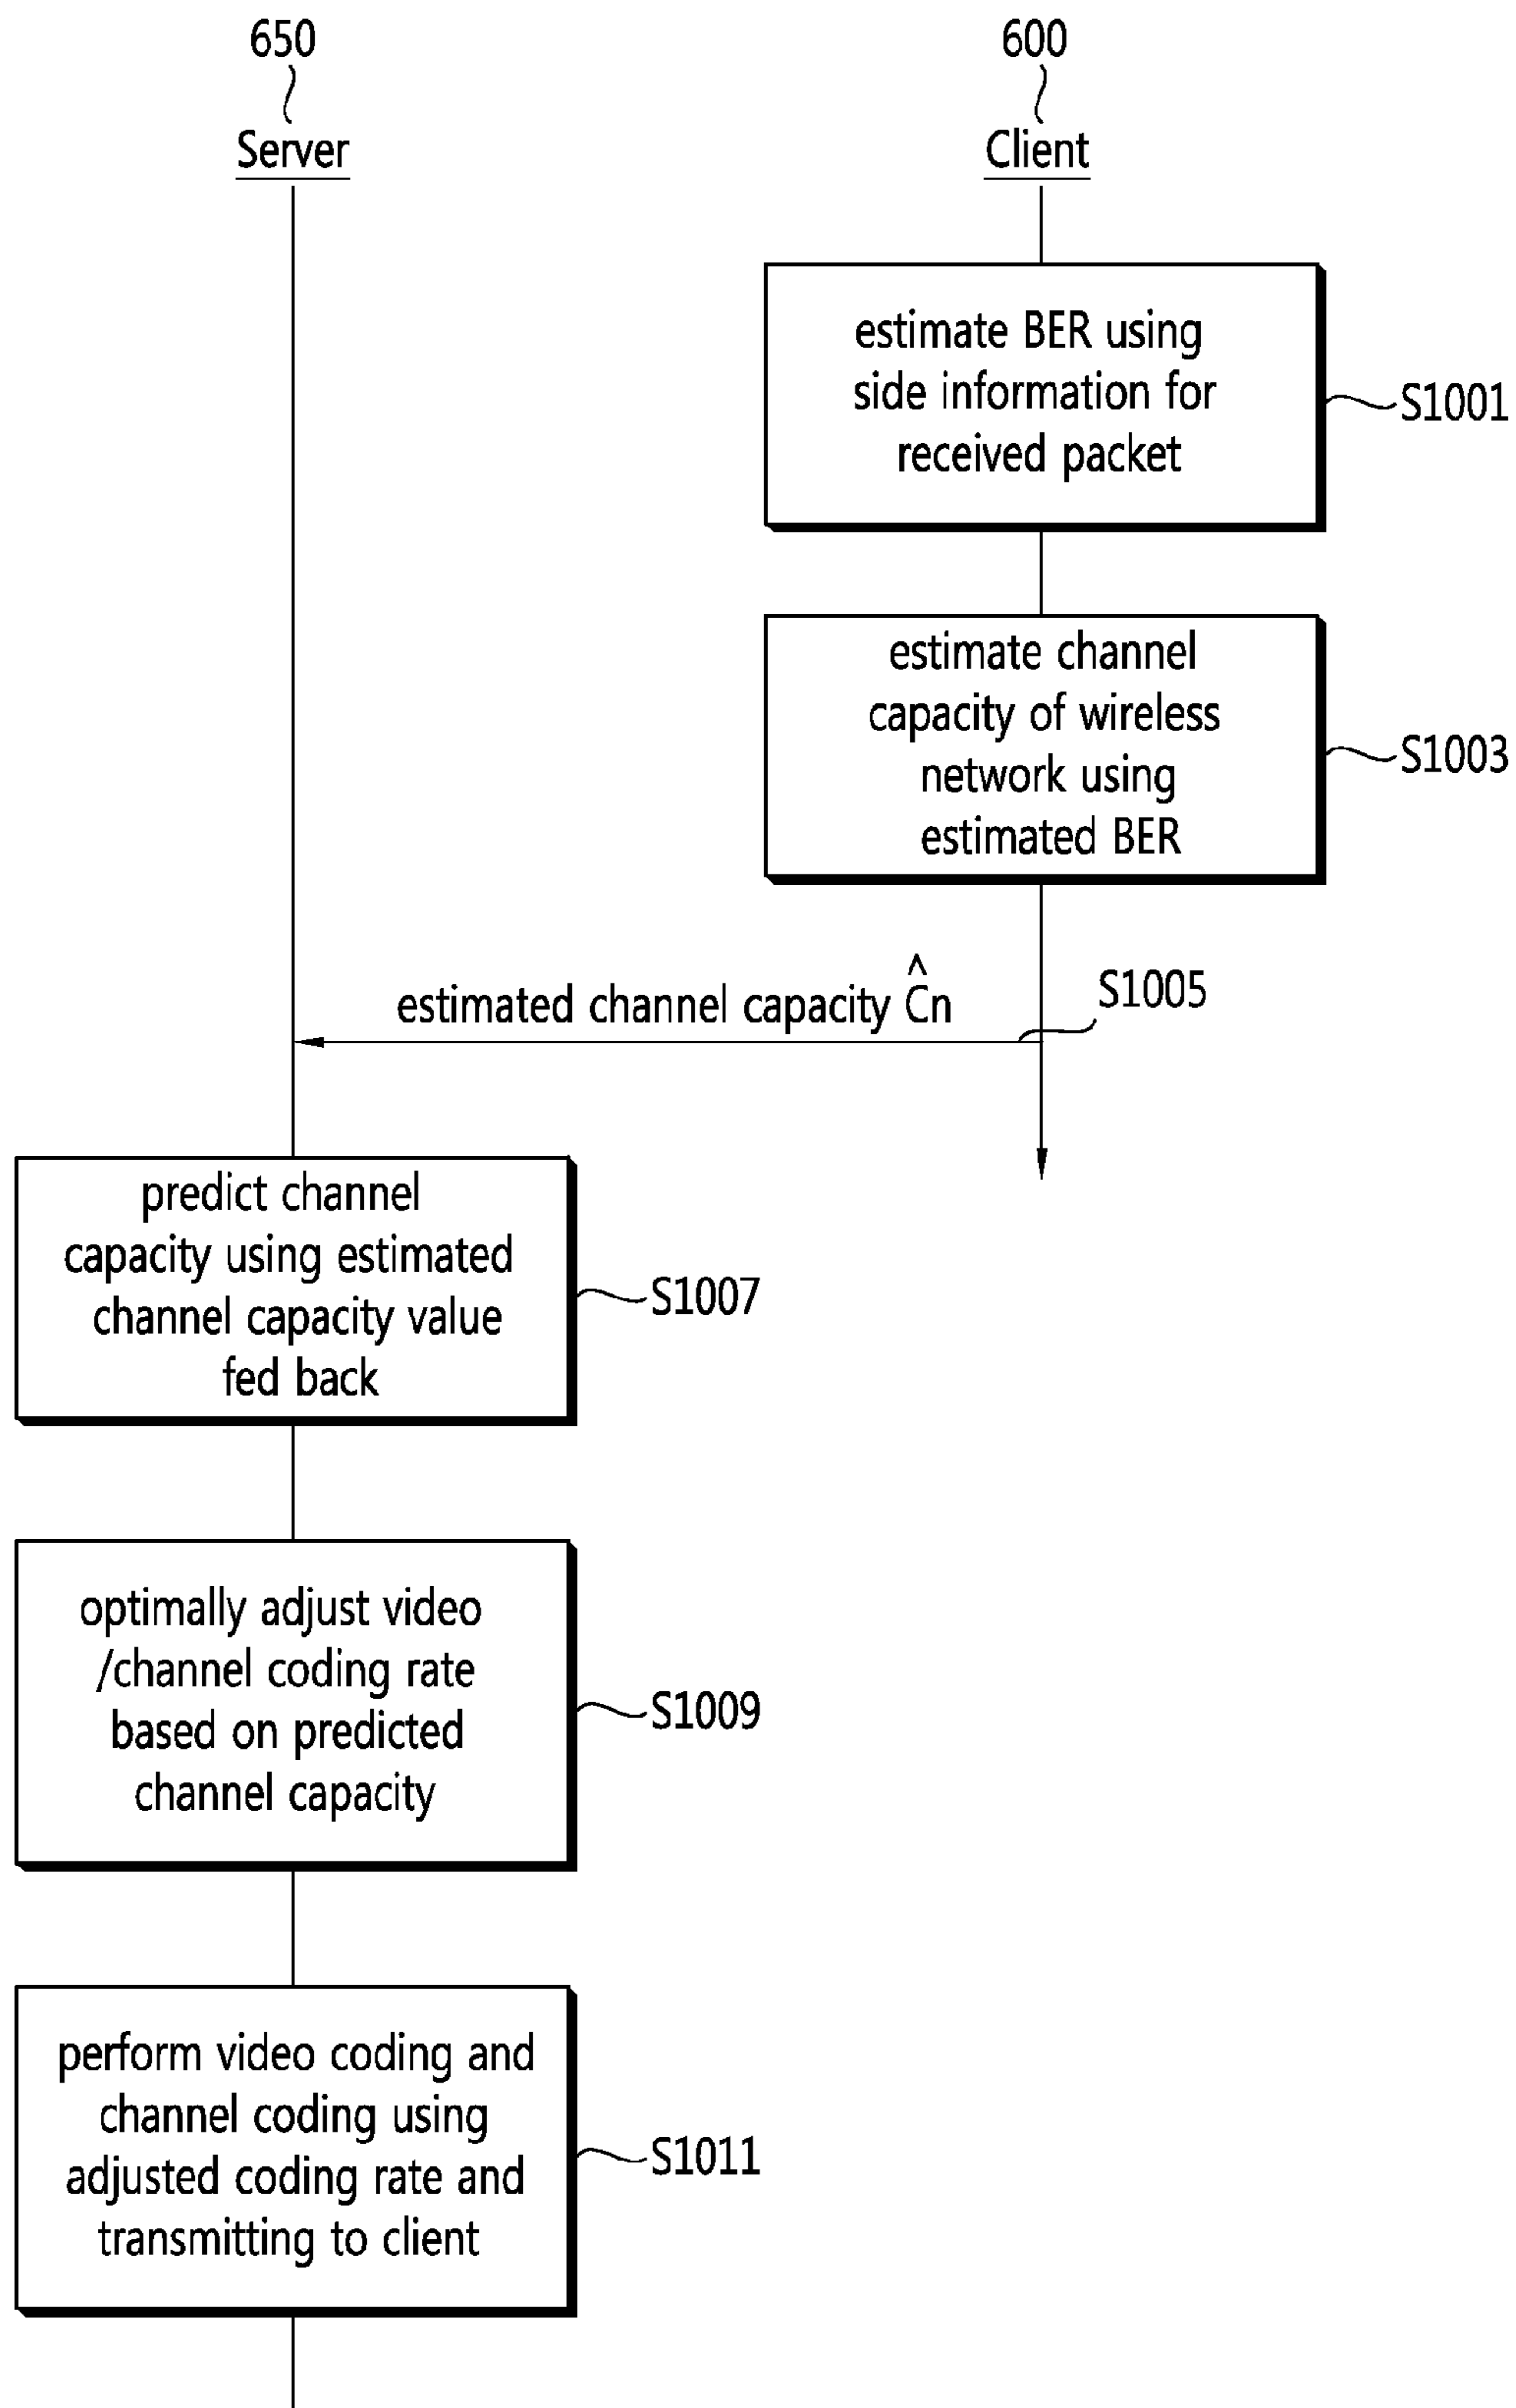 650
600
Server
Client
estimate BER using
side information for
received packet
S1001
estimate channel
capacity of wireless
network using
estimated BER
S1003
estimated channel capacity Ĉn
S1005
predict channel
capacity using estimated
channel capacity value
fed back
S1007
optimally adjust video
/channel coding rate
based on predicted
channel capacity
S1009
perform video coding and
channel coding using
adjusted coding rate and
transmitting to client
S1011